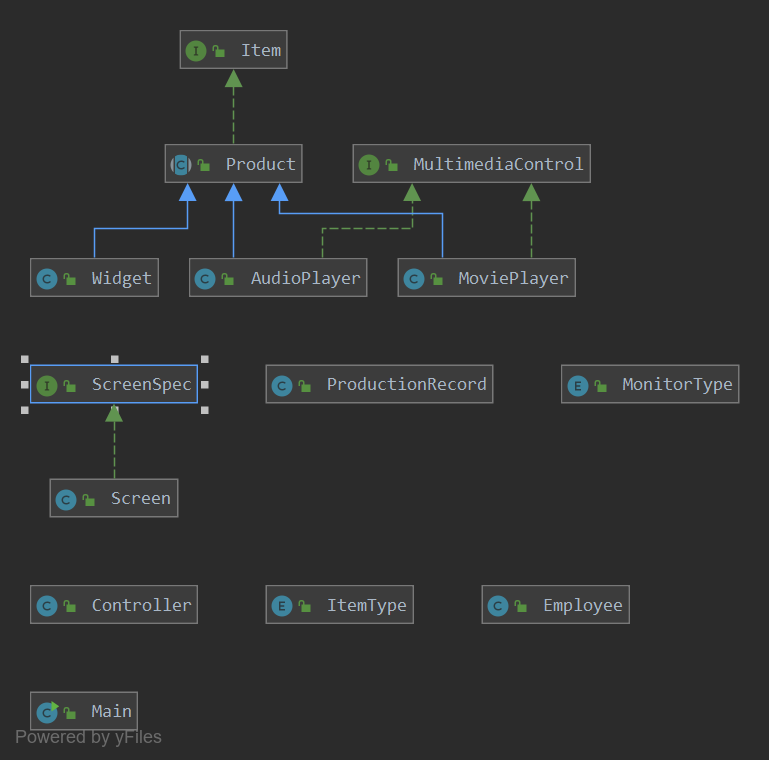 Item
Product
MultimediaControl
Widget
AudioPlayer
MoviePlayer
ScreenSpec
ProductionRecord
MonitorType
Screen
Controller
ItemType
Employee
Main
Powered by yFiles